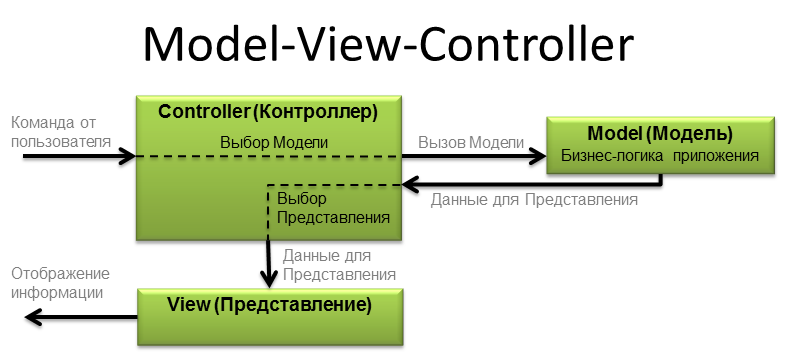 Model-View-Controller
Controller (Контроллер)
Команда от
пользователя
Выбор Модели
Вызов Модели
Model (Модель)
Бизнес-логика приложения
Выбор
Представления
Данные для Представления
Данные для
Представления
Отображение
информации
View (Представление)